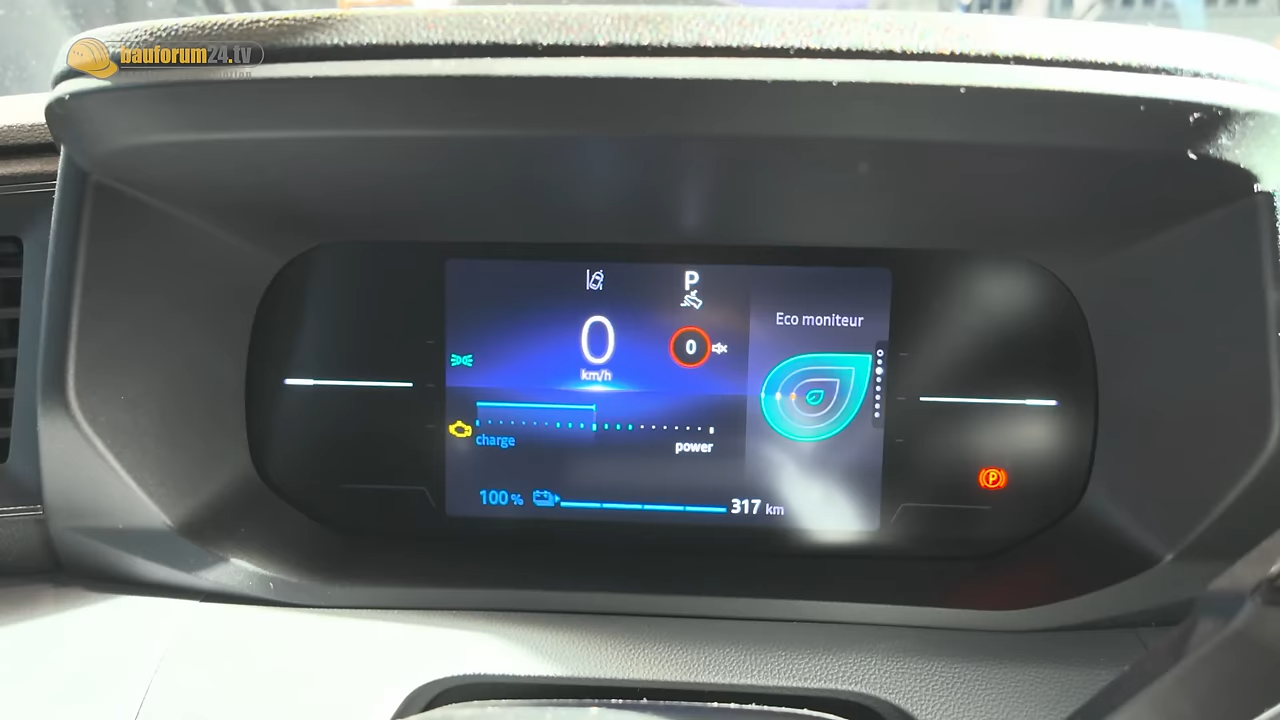 bauforum24.tv
P
0
km/h
0
Eco moniteur
charge
power
100 %
317 km
P